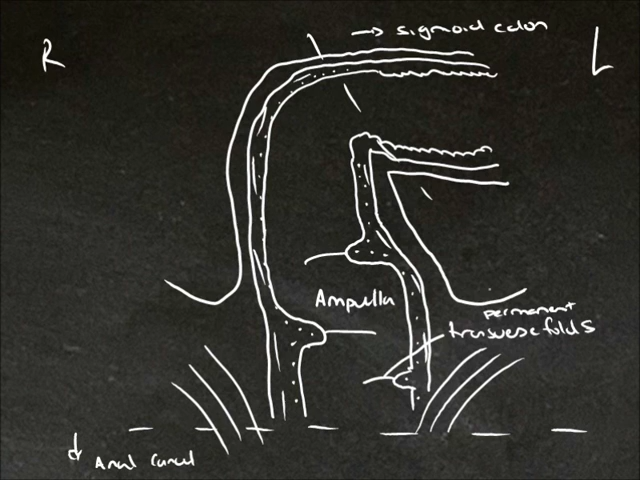 → sigmoid colon
R
L
Ampulla
permanent
transverse folds
↓ Anal Canal